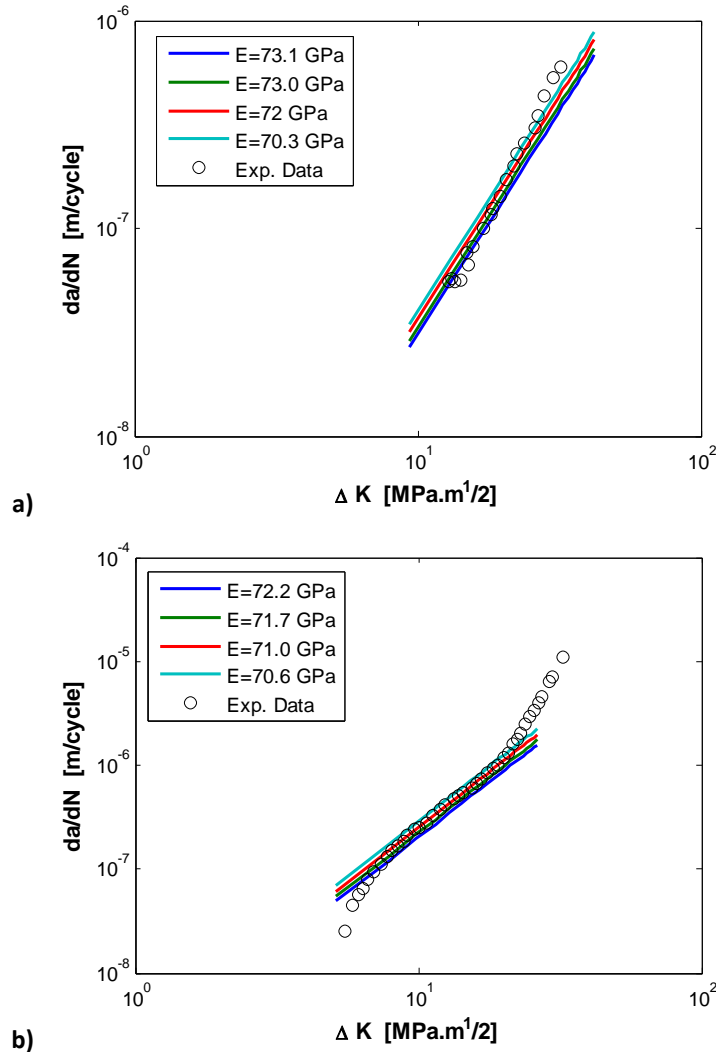 10⁻⁶
E=73.1 GPa
E=73.0 GPa
E=72 GPa
E=70.3 GPa
Exp. Data
da/dN [m/cycle]
10⁻⁷
10⁻⁸
10⁰ 10¹ 10²
Δ K [MPa.m¹/2]
a)
10⁻⁴
E=72.2 GPa
E=71.7 GPa
E=71.0 GPa
E=70.6 GPa
Exp. Data
10⁻⁵
da/dN [m/cycle]
10⁻⁶
10⁻⁷
10⁻⁸
10⁰ 10¹ 10²
Δ K [MPa.m¹/2]
b)